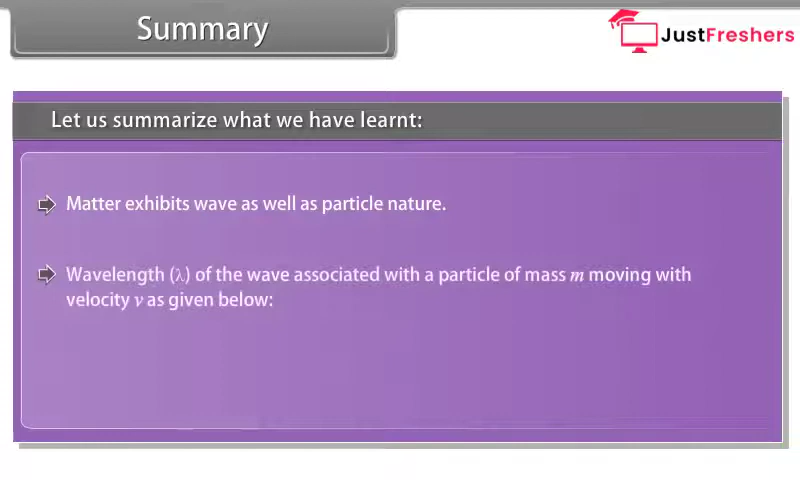 Summary
JustFreshers
Let us summarize what we have learnt:
Matter exhibits wave as well as particle nature.
Wavelength (λ) of the wave associated with a particle of mass m moving with
velocity v as given below: